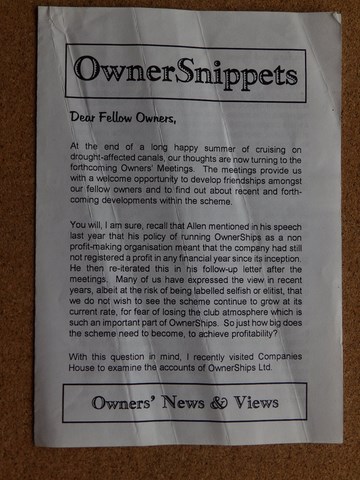 OwnerSnippets
Dear Fellow Owners,
At the end of a long happy summer of cruising on
drought-affected canals, our thoughts are now turning to the
forthcoming Owners' Meetings. The meetings provide us
with a welcome opportunity to develop friendships amongst
our fellow owners and to find out about recent and forth-
coming developments within the scheme.
You will, I am sure, recall that Allen mentioned in his speech
last year that his policy of running OwnerShips as a non
profit-making organisation meant that the company had still
not registered a profit in any financial year since its inception.
He then re-iterated this in his follow-up letter after the
meetings. Many of us have expressed the view in recent
years, albeit at the risk of being labelled selfish or elitist, that
we do not wish to see the scheme continue to grow at its
current rate, for fear of losing the club atmosphere which is
such an important part of OwnerShips. So just how big does
the scheme need to become, to achieve profitability?
With this question in mind, I recently visited Companies
House to examine the accounts of OwnerShips Ltd.
Owners' News & Views